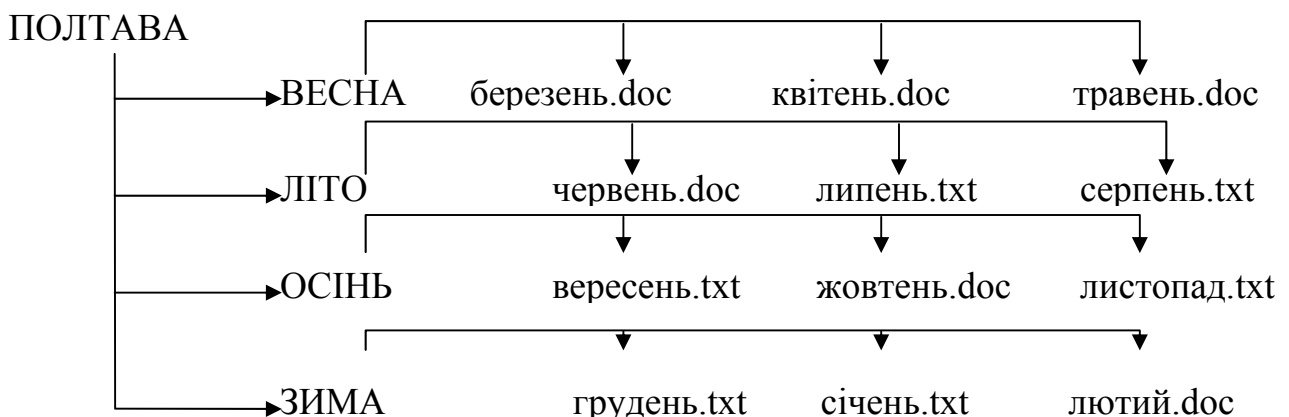 ПОЛТАВА
ВЕСНА березень.doc квітень.doc травень.doc
ЛІТО червень.doc липень.txt серпень.txt
ОСІНЬ вересень.txt жовтень.doc листопад.txt
ЗИМА грудень.txt січень.txt лютий.doc